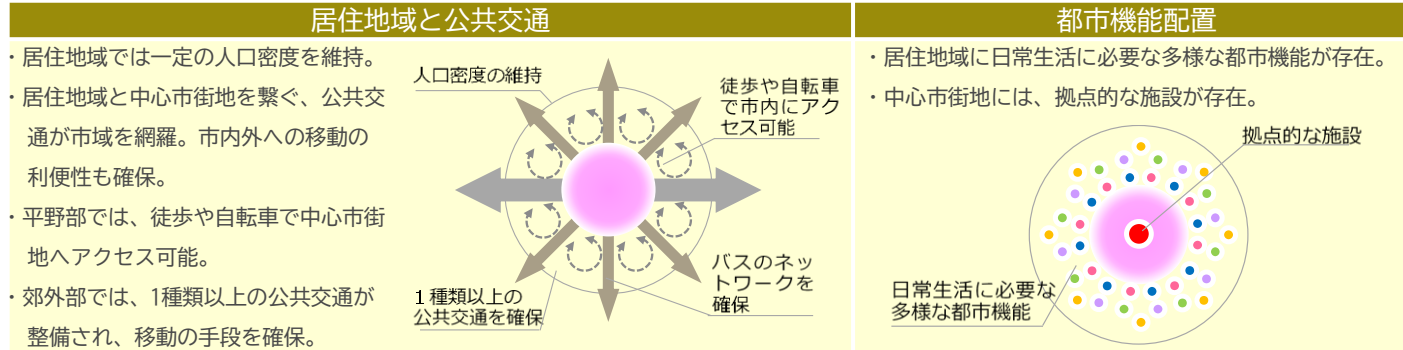 居住地域と公共交通
・居住地域では一定の人口密度を維持。
・居住地域と中心市街地を繋ぐ、公共交
通が市域を網羅。市内外への移動の
利便性も確保。
・平野部では、徒歩や自転車で中心市街
地へアクセス可能。
・郊外部では、1種類以上の公共交通が
整備され、移動の手段を確保。
人口密度の維持
徒歩や自転車
で市内にアク
セス可能
バスのネッ
トワークを
確保
１種類以上の
公共交通を確保
都市機能配置
・居住地域に日常生活に必要な多様な都市機能が存在。
・中心市街地には、拠点的な施設が存在。
拠点的な施設
日常生活に必要な
多様な都市機能